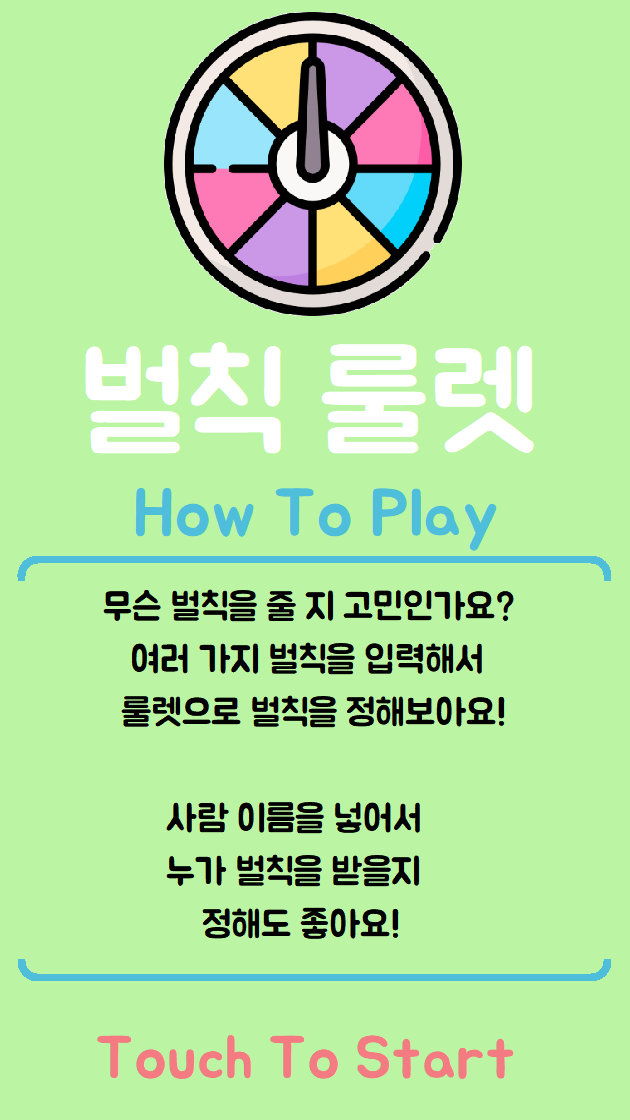 벌칙 룰렛
How To Play
무슨 벌칙을 줄 지 고민인가요?
여러 가지 벌칙을 입력해서
룰렛으로 벌칙을 정해보아요!
사람 이름을 넣어서
누가 벌칙을 받을지
정해도 좋아요!
Touch To Start